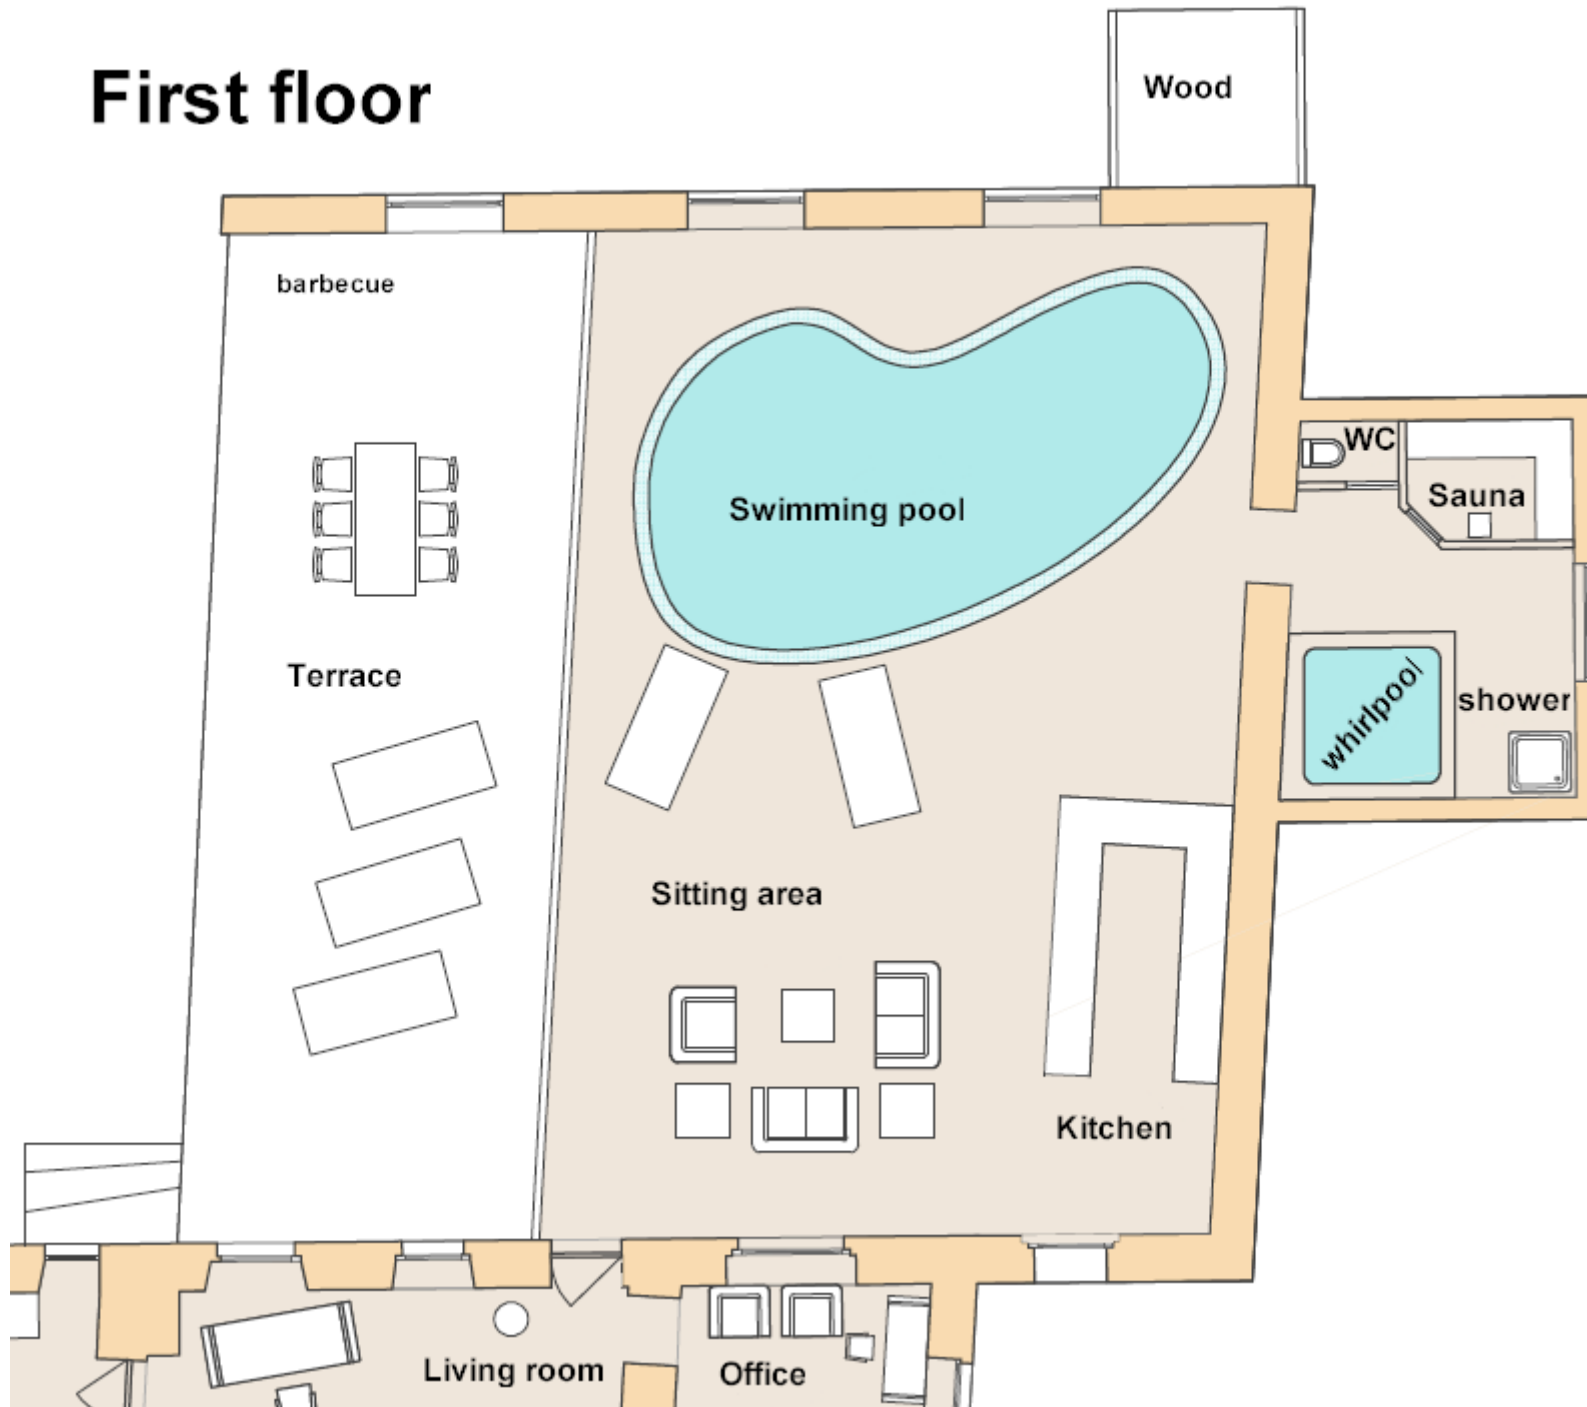 First floor
Wood
barbecue
WC
Sauna
Swimming pool
Terrace
whirlpool
shower
Sitting area
Kitchen
Living room
Office